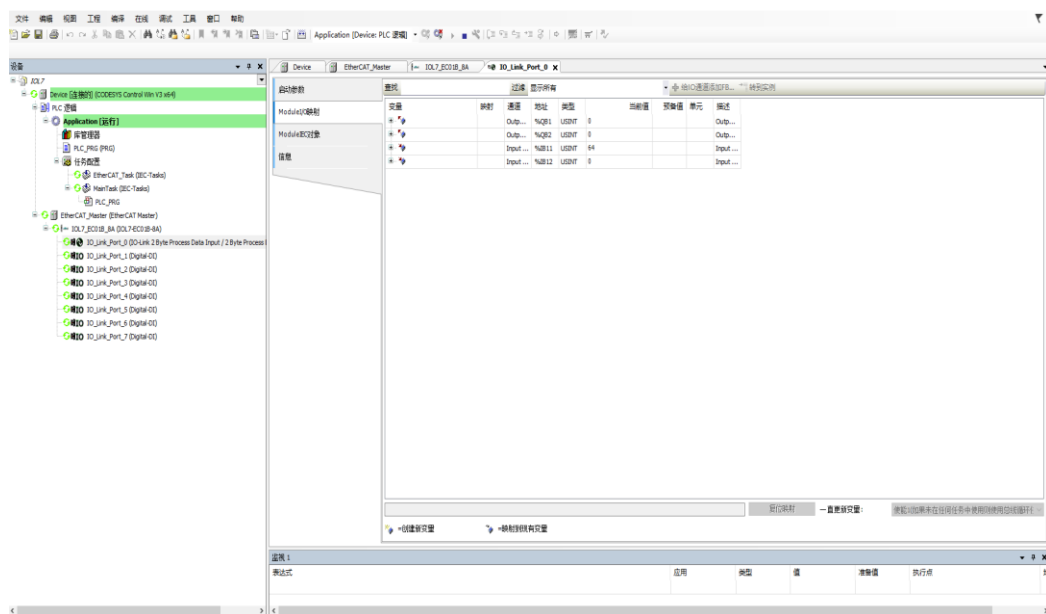 文件 编辑 视图 工程 编译 在线 调试 工具 窗口 帮助
Application [Device: PLC 逻辑]
设备
IOL7
Device [连接的] (CODESYS Control Win V3 x64)
PLC 逻辑
Application [运行]
库管理器
PLC_PRG (PRG)
任务配置
EtherCAT_Task (IEC-Tasks)
MainTask (IEC-Tasks)
PLC_PRG
EtherCAT_Master (EtherCAT Master)
IOL7_EC01B_8A (IOL7-EC01B-8A)
IO_Link_Port_0 (IO-Link 2 Byte Process Data Input / 2 Byte Process
IO_Link_Port_1 (Digital-DI)
IO_Link_Port_2 (Digital-DI)
IO_Link_Port_3 (Digital-DI)
IO_Link_Port_4 (Digital-DI)
IO_Link_Port_5 (Digital-DI)
IO_Link_Port_6 (Digital-DI)
IO_Link_Port_7 (Digital-DI)
Device EtherCAT_Master IOL7_EC01B_8A IO_Link_Port_0 x
启动参数
ModuleI/O映射
ModuleIEC对象
信息
查找 过滤 显示所有 给IO通道添加FB... 转到实例
变量 映射 通道 地址 类型 当前值 预备值 单元 描述
Outp... %QB1 USINT 0 Outp...
Outp... %QB2 USINT 0 Outp...
Input ... %IB11 USINT 64 Input ...
Input ... %IB12 USINT 0 Input ...
复位映射 一直更新变量:
=创建新变量 =映射到现有变量
监视 1
表达式 应用 类型 值 准备值 执行点